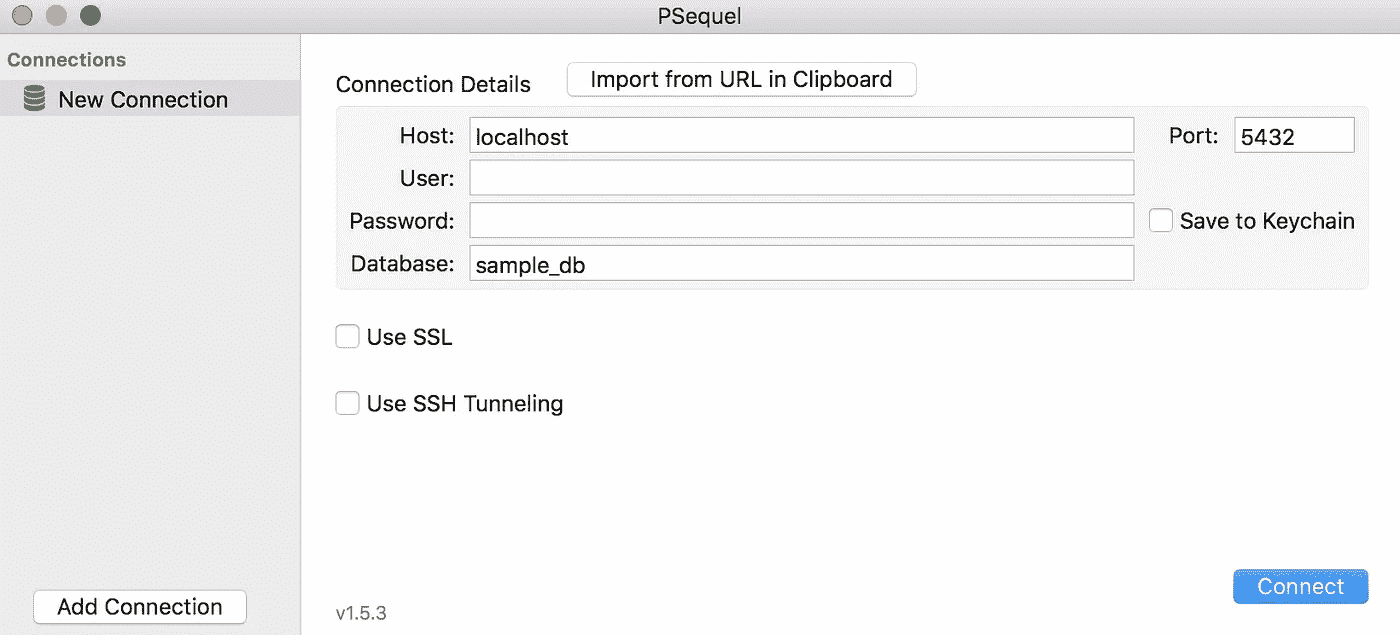 PSequel
Connections
New Connection
Connection Details
Import from URL in Clipboard
Host: localhost
Port: 5432
User:
Password:
Save to Keychain
Database: sample_db
Use SSL
Use SSH Tunneling
Connect
Add Connection
v1.5.3